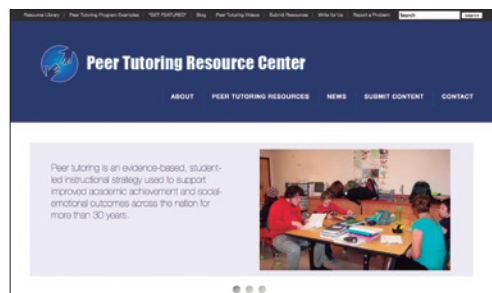 Resource Library | Peer Tutoring Program Examples | "GET FEATURED" | Blog | Peer Tutoring Videos | Submit Resources | Write for Us | Report a Problem Search search
Peer Tutoring Resource Center
ABOUT PEER TUTORING RESOURCES NEWS SUBMIT CONTENT CONTACT
Peer tutoring is an evidence-based, student-
led instructional strategy used to support
improved academic achievement and social-
emotional outcomes across the nation for
more than 30 years.